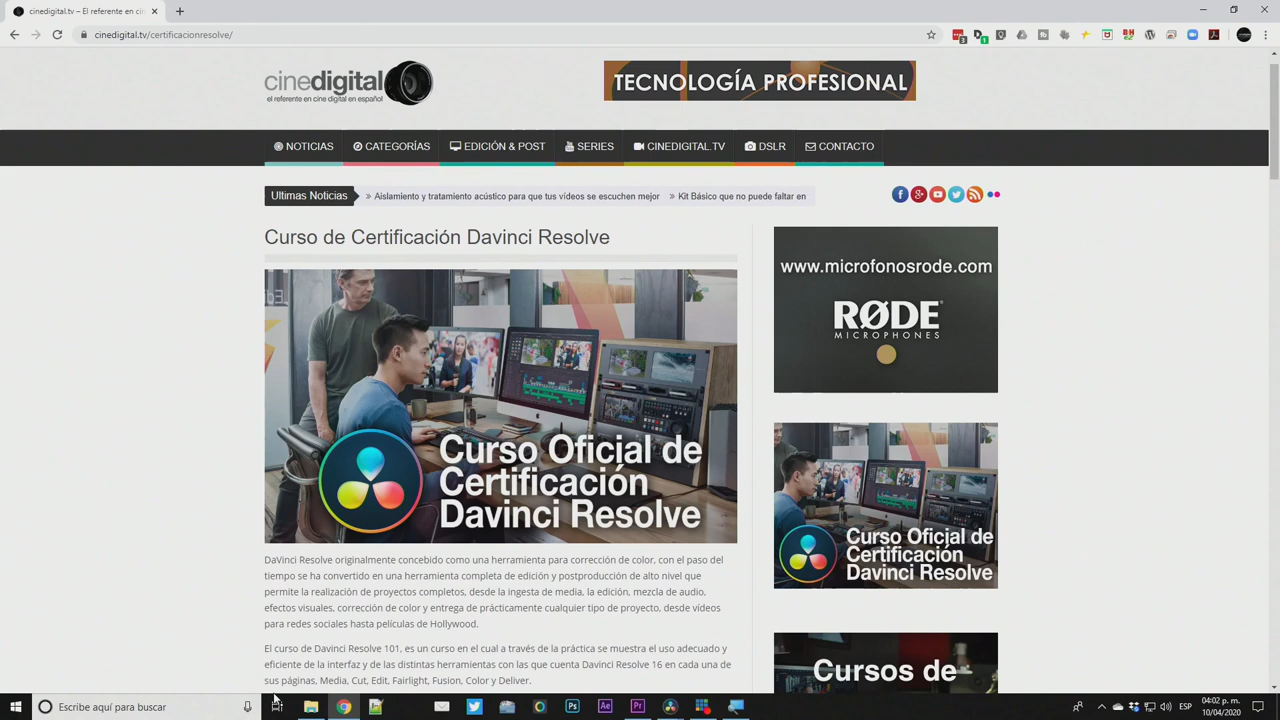 cinedigital.tv – El referente en cin
cinedigital.tv/certificacionresolve/
3
1
cinedigital
el referente en cine digital en español
TECNOLOGÍA PROFESIONAL
NOTICIAS
CATEGORÍAS
EDICIÓN & POST
SERIES
CINEDIGITAL.TV
DSLR
CONTACTO
Ultimas Noticias
» Aislamiento y tratamiento acústico para que tus vídeos se escuchen mejor
» Kit Básico que no puede faltar en
Curso de Certificación Davinci Resolve
Curso Oficial de
Certificación
Davinci Resolve
DaVinci Resolve originalmente concebido como una herramienta para corrección de color, con el paso del
tiempo se ha convertido en una herramienta completa de edición y postproducción de alto nivel que
permite la realización de proyectos completos, desde la ingesta de media, la edición, mezcla de audio,
efectos visuales, corrección de color y entrega de prácticamente cualquier tipo de proyecto, desde vídeos
para redes sociales hasta películas de Hollywood.
El curso de Davinci Resolve 101, es un curso en el cual a través de la práctica se muestra el uso adecuado y
eficiente de la interfaz y de las distintas herramientas con las que cuenta Davinci Resolve 16 en cada una de
sus páginas, Media, Cut, Edit, Fairlight, Fusion, Color y Deliver.
www.microfonosrode.com
RØDE®
MICROPHONES
Curso Oficial de
Certificación
Davinci Resolve
Cursos de
Escribe aquí para buscar
Ps
Ae
Pr
ESP
04:02 p. m.
10/04/2020